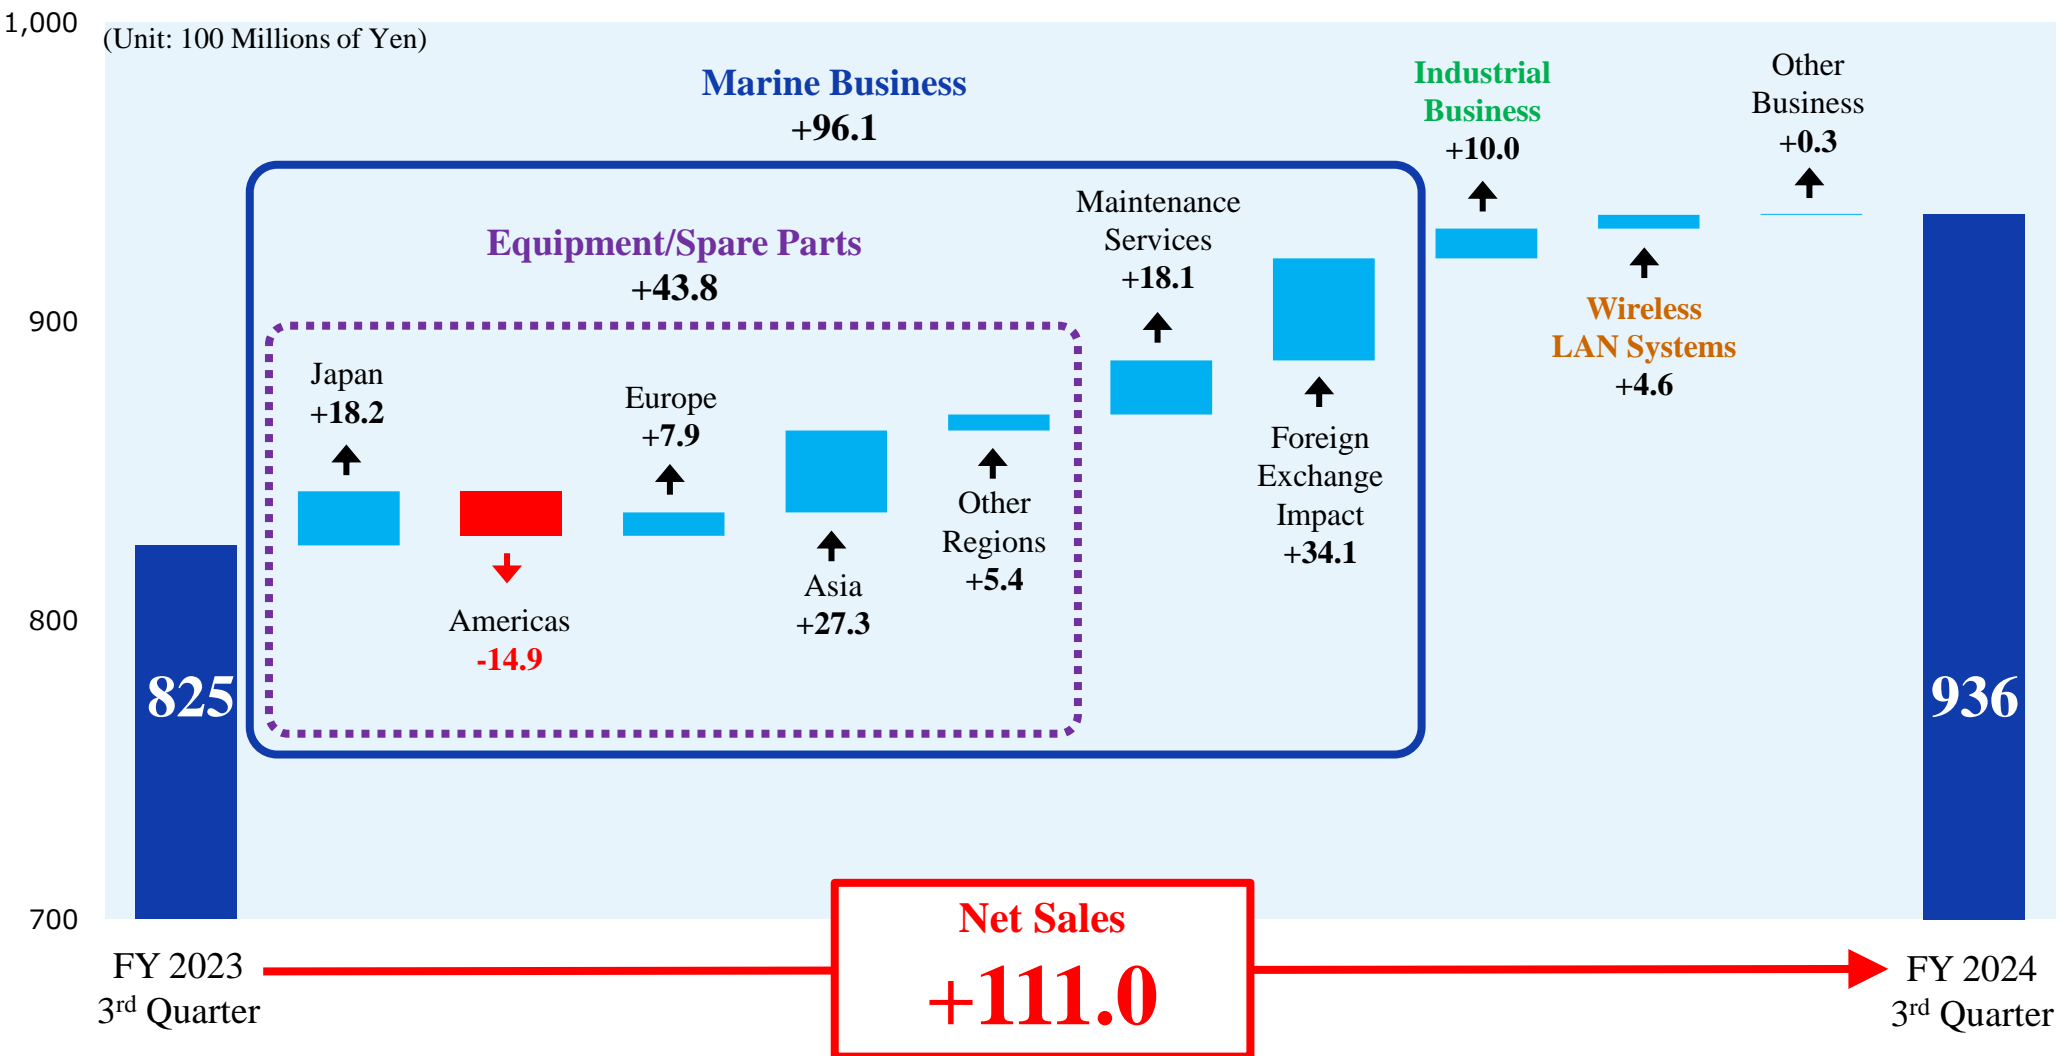 1,000
(Unit: 100 Millions of Yen)
900
800
700
Marine Business
+96.1
Equipment/Spare Parts
+43.8
Japan
+18.2
Americas
-14.9
Europe
+7.9
Asia
+27.3
Other
Regions
+5.4
Maintenance
Services
+18.1
Foreign
Exchange
Impact
+34.1
Industrial
Business
+10.0
Wireless
LAN Systems
+4.6
Other
Business
+0.3
825
936
Net Sales
+111.0
FY 2023
3rd Quarter
FY 2024
3rd Quarter